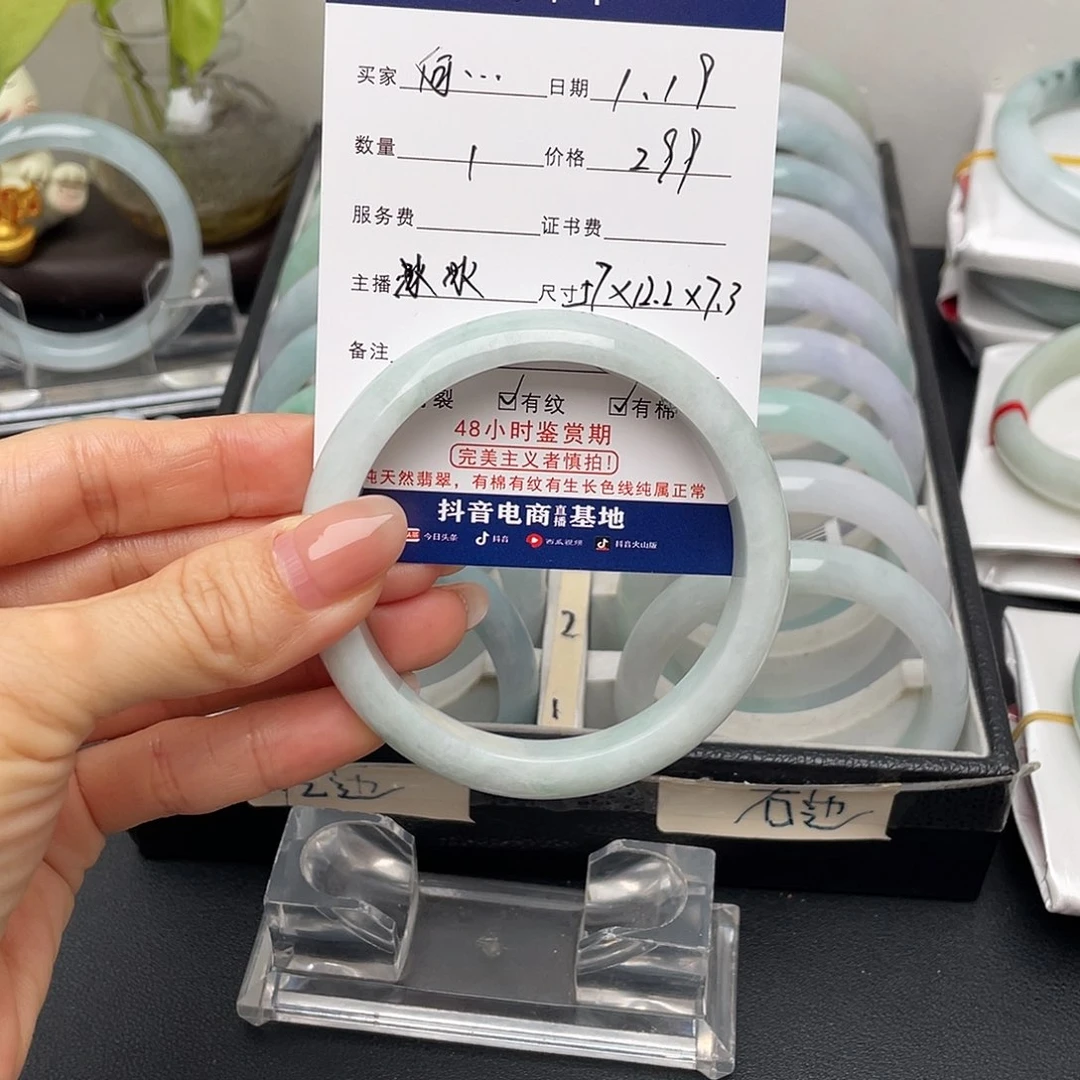 买家 何... 日期 1.19
数量 1 价格 299
服务费 证书费
主播 冰冰 尺寸 57×12.2×7.3
备注
裂 ☑有纹 ☑有棉
48小时鉴赏期
完美主义者慎拍!
纯天然翡翠，有棉有纹有生长色线纯属正常
抖音电商直播基地
今日头条 抖音 西瓜视频 抖音火山版
2
1
右边